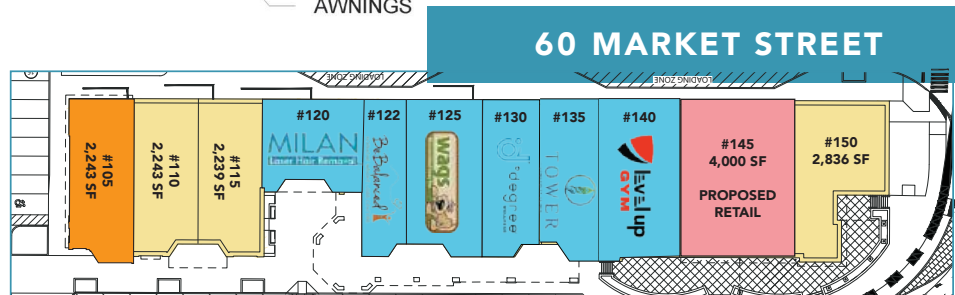 AWNINGS
60 MARKET STREET
LOADING ZONE
LOADING ZONE
#105
2,243 SF
#110
2,243 SF
#115
2,239 SF
#120
MILAN
Laser Hair Removal
#122
BeBalanced
#125
wags
#130
degree
#135
TOWER
#140
level up
GYM
#145
4,000 SF
PROPOSED
RETAIL
#150
2,836 SF